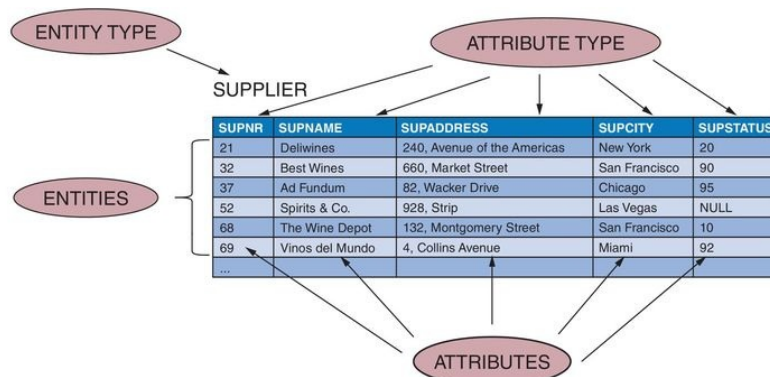 ENTITY TYPE
ATTRIBUTE TYPE
SUPPLIER
SUPNR SUPNAME SUPADDRESS SUPCITY SUPSTATUS
21 Deliwines 240, Avenue of the Americas New York 20
32 Best Wines 660, Market Street San Francisco 90
37 Ad Fundum 82, Wacker Drive Chicago 95
ENTITIES
52 Spirits & Co. 928, Strip Las Vegas NULL
68 The Wine Depot 132, Montgomery Street San Francisco 10
69 Vinos del Mundo 4, Collins Avenue Miami 92
...
ATTRIBUTES